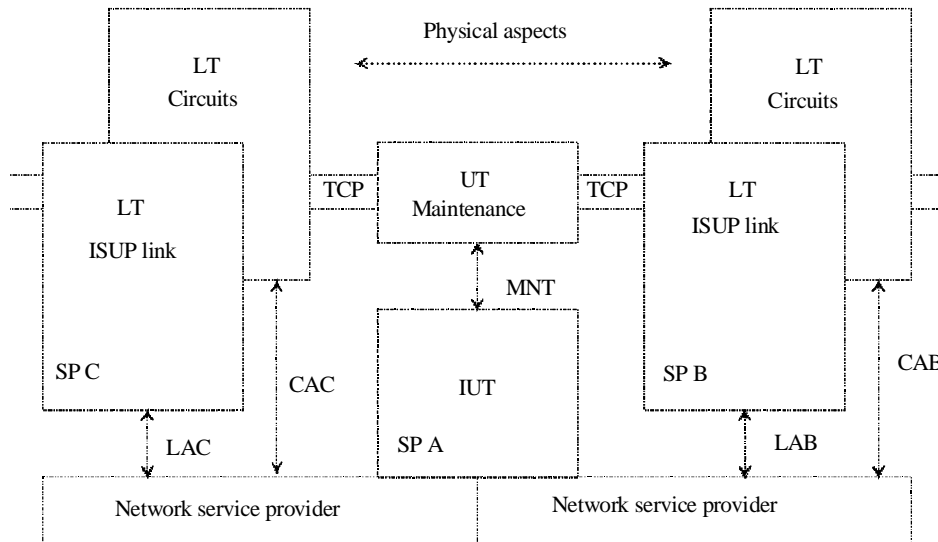 Physical aspects
LT
Circuits
LT
Circuits
TCP
UT
Maintenance
TCP
LT
ISUP link
LT
ISUP link
MNT
SP C
CAC
IUT
SP B
CAB
LAC
SP A
LAB
Network service provider
Network service provider